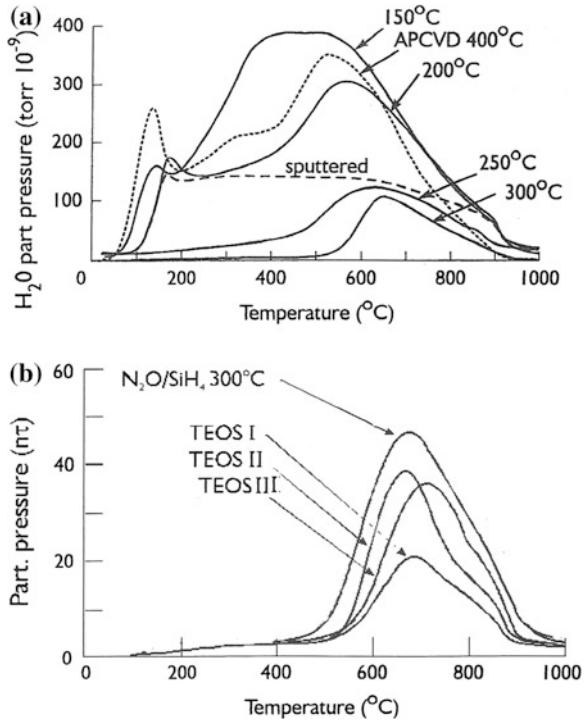 (a)
400
300
200
100
0
200
400
600
800
1000
H₂0 part pressure (torr 10⁻⁹)
Temperature (°C)
150°C
APCVD 400°C
200°C
sputtered
250°C
300°C
(b)
60
40
20
0
0
200
400
600
800
1000
Part. pressure (nτ)
Temperature (°C)
N₂O/SiH₄ 300°C
TEOS I
TEOS II
TEOS III